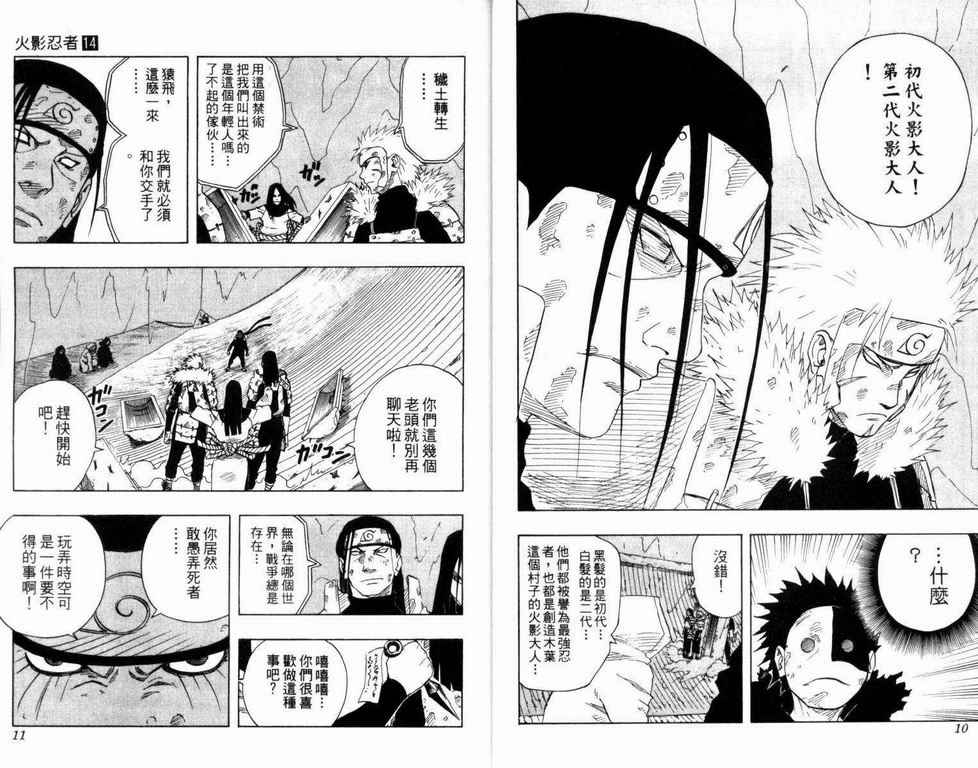 初代火影大人！
第二代火影大人
！
…什麼
？
沒錯！
黑髮的是初代…
白髮的是二代…
他們都被譽為最強忍
者，也都是創造木葉
這個村子的火影大人…
10
火影忍者 14
穢土轉生
……
用這個禁術
把我們叫出來的
是這個年輕人嗎…
了不起的傢伙……
ガガ
ガッ
猿飛，
這麼一來
……
我們就必須
和你交手了
。
你們這幾個
老頭就別再
聊天啦！
趕快開始
吧！
ガコン
ガコン
無論在哪個世
界，戰爭總是
存在…
嘻嘻嘻…
你們很喜
歡做這種
事吧？
你居然
敢愚弄死者
……
玩弄時空可
是一件要不
得的事啊！
11